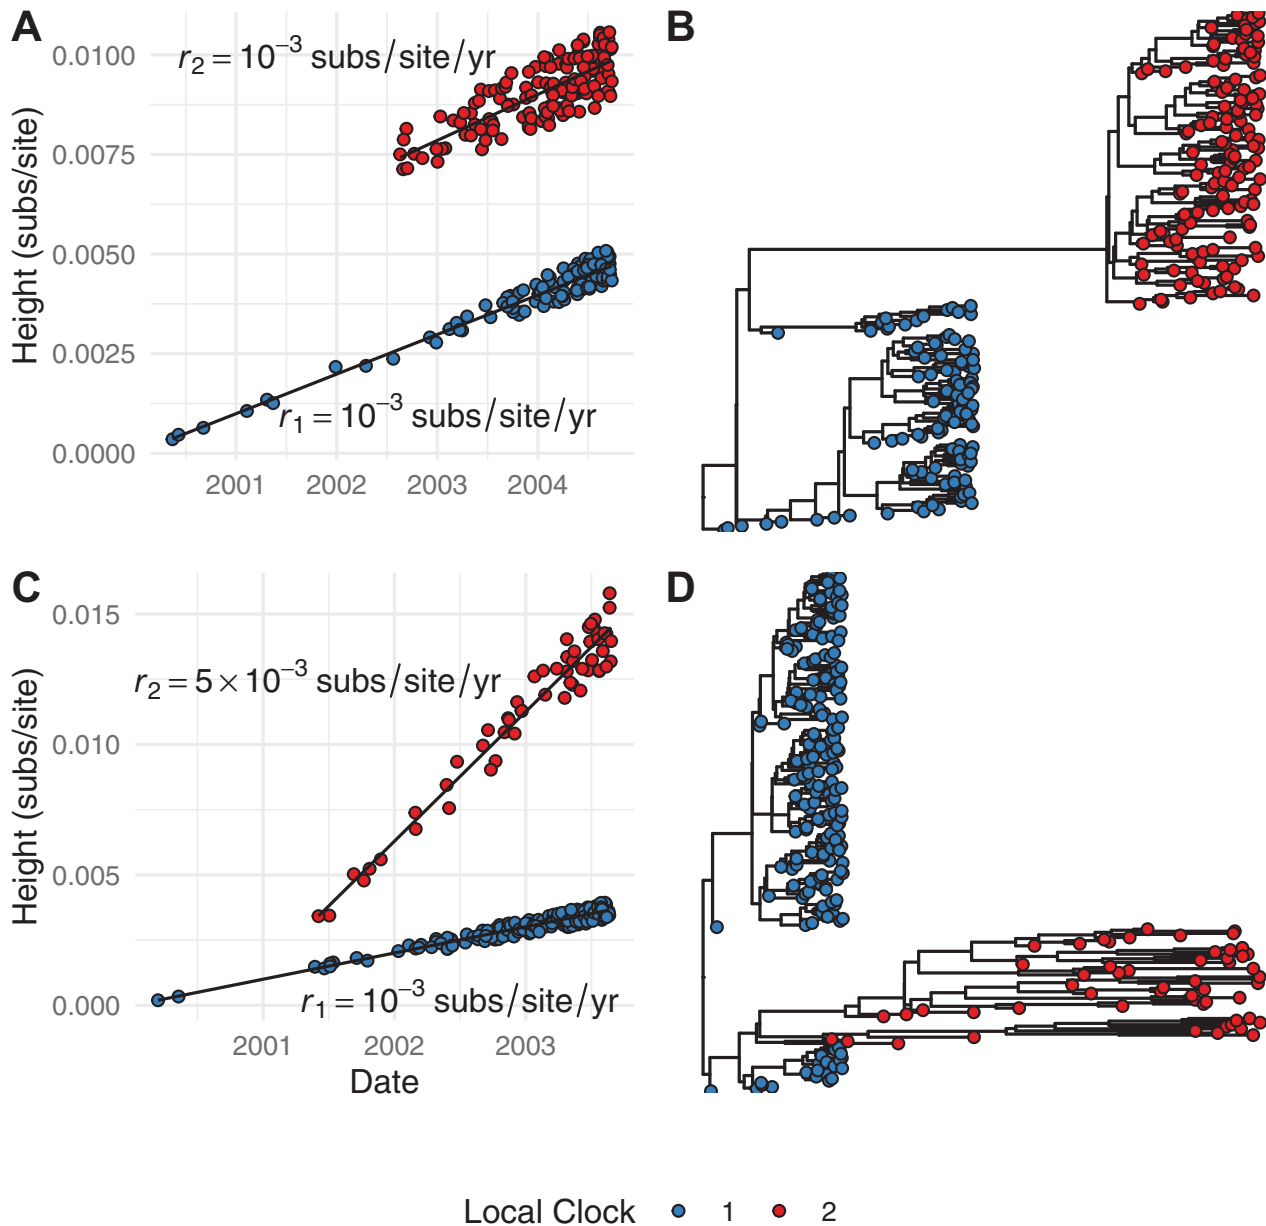 A
B
r₂ = 10⁻³ subs/site/yr
0.0100
0.0075
0.0050
0.0025
0.0000
Height (subs/site)
r₁ = 10⁻³ subs/site/yr
2001 2002 2003 2004
C
D
0.015
r₂ = 5 × 10⁻³ subs/site/yr
0.010
0.005
0.000
Height (subs/site)
r₁ = 10⁻³ subs/site/yr
2001 2002 2003
Date
Local Clock 1 2